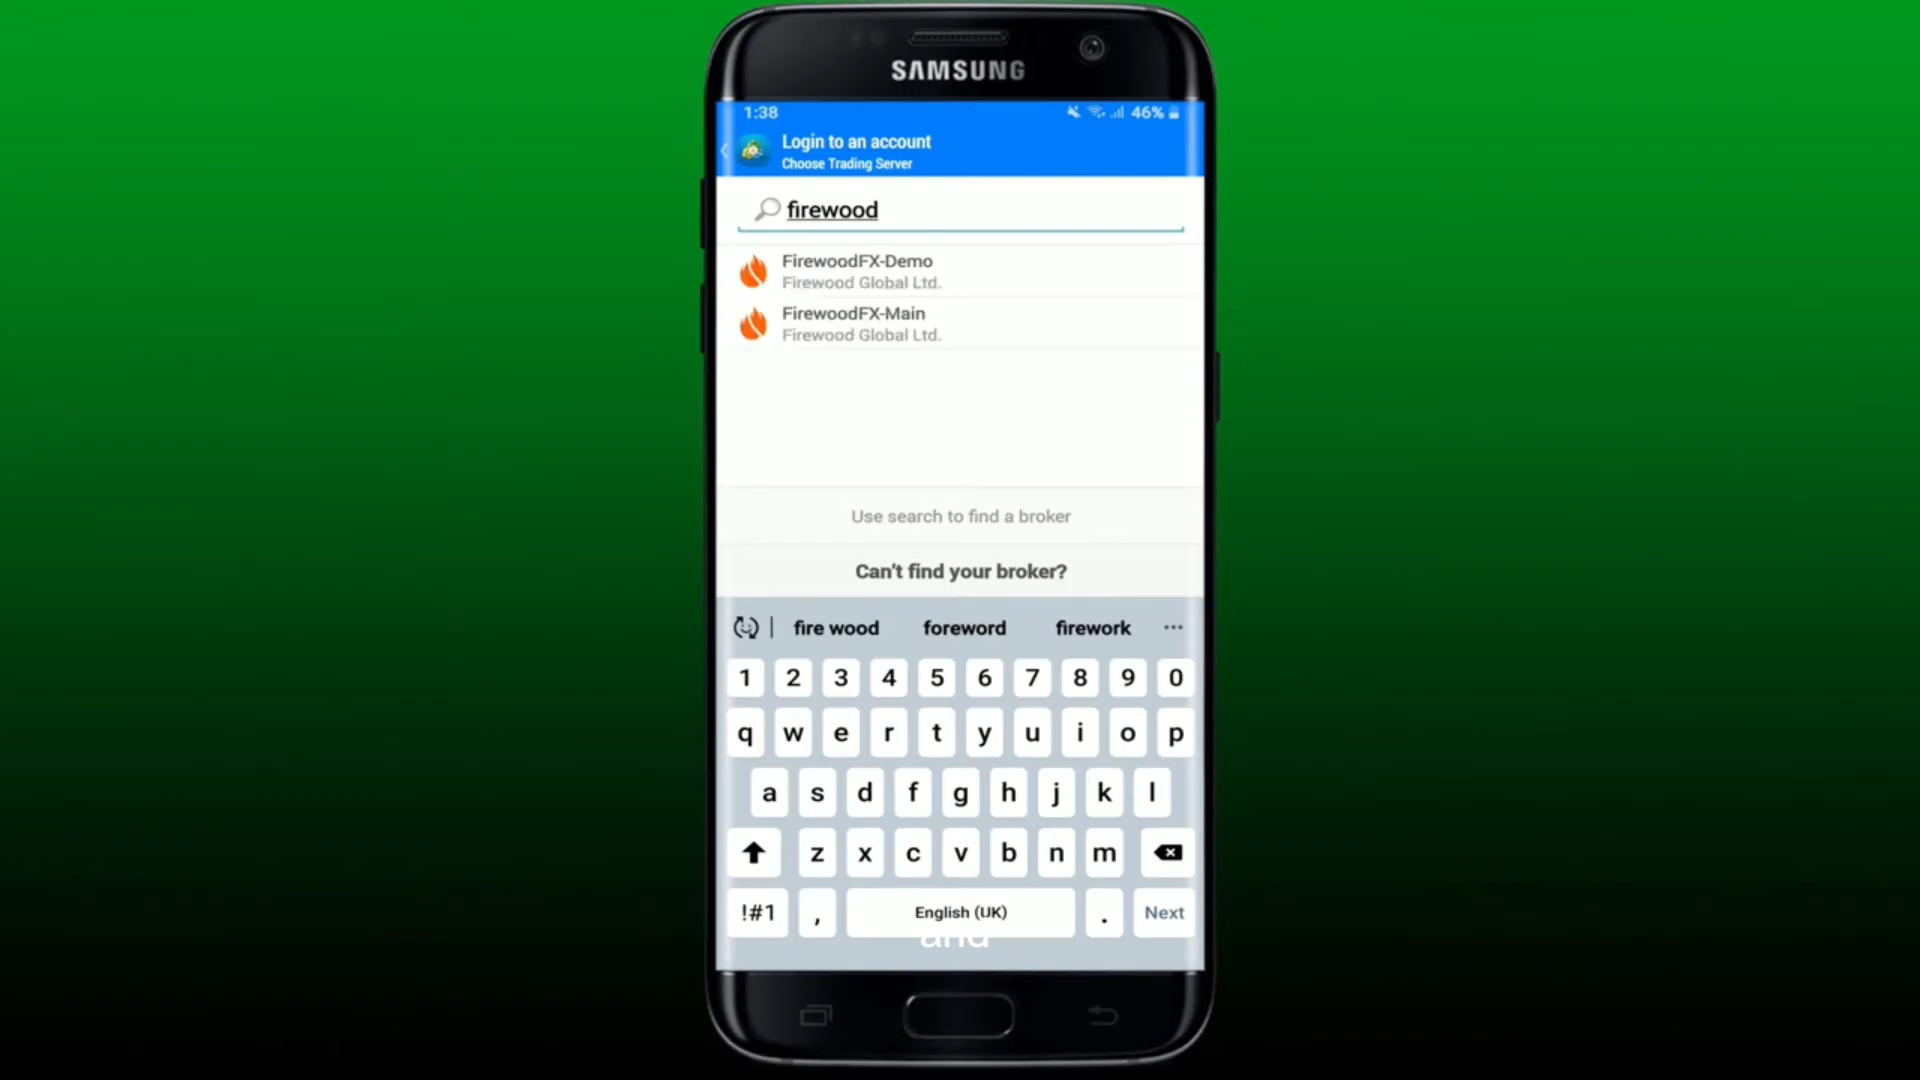 SAMSUNG
1:38
46%
Login to an account
Choose Trading Server
firewood
FirewoodFX-Demo
Firewood Global Ltd.
FirewoodFX-Main
Firewood Global Ltd.
Use search to find a broker
Can't find your broker?
fire wood foreword firework ...
1 2 3 4 5 6 7 8 9 0
q w e r t y u i o p
a s d f g h j k l
z x c v b n m
!#1 , English (UK) . Next
and